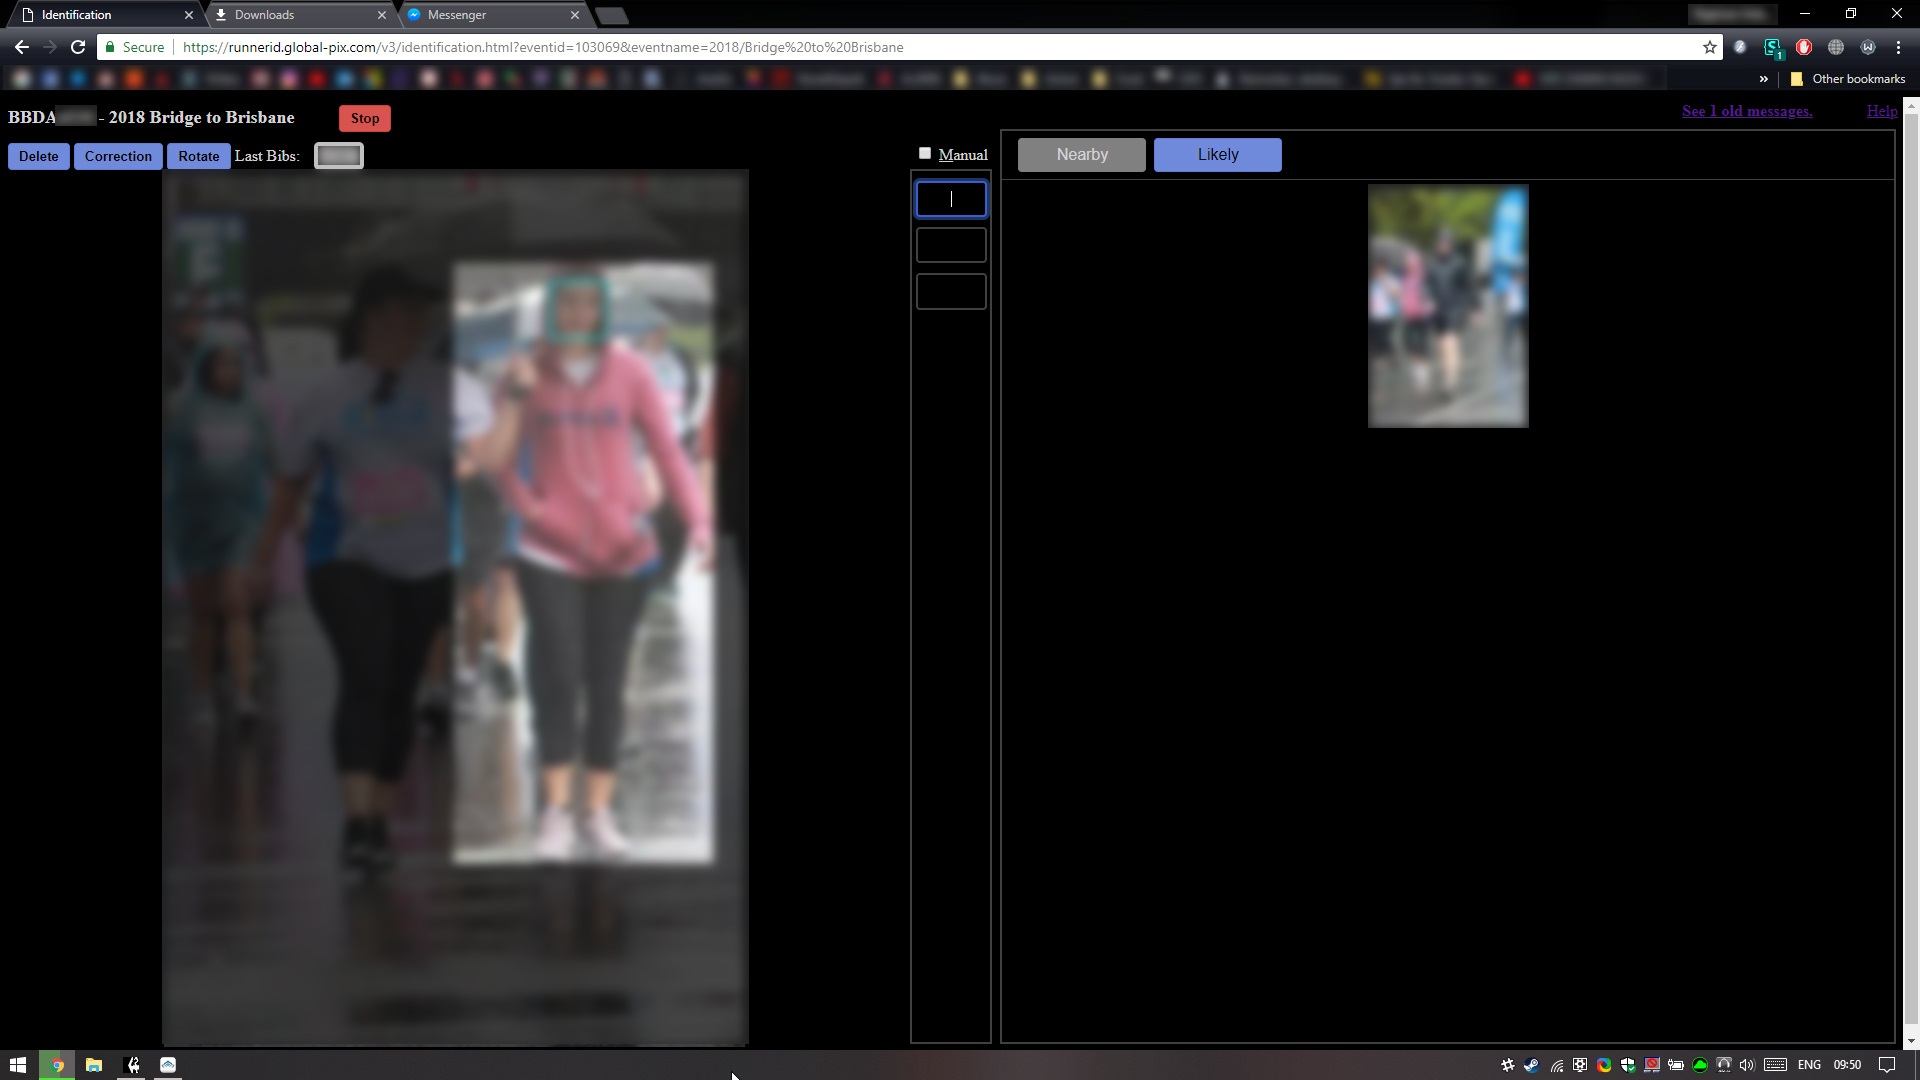 Identification
Downloads
Messenger
Secure
https://runnerid.global-pix.com/v3/identification.html?eventid=103069&eventname=2018/Bridge%20to%20Brisbane
1
»
Other bookmarks
BBDA - 2018 Bridge to Brisbane
Stop
See 1 old messages.
Help
Delete
Correction
Rotate
Last Bibs:
Manual
Nearby
Likely
ENG
09:50